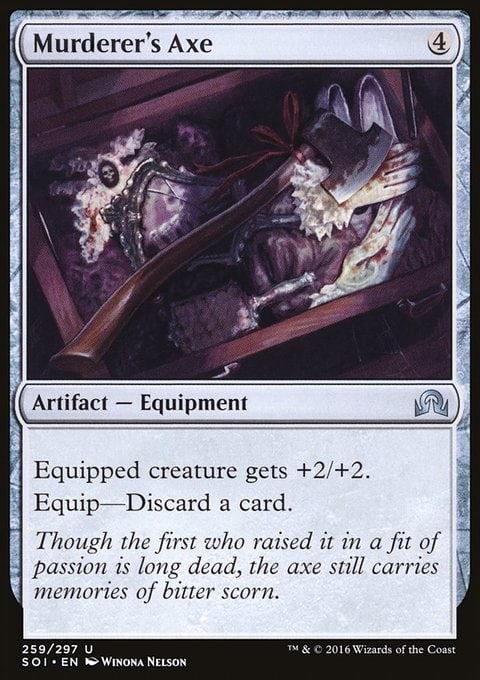 Murderer's Axe 4
Artifact — Equipment
Equipped creature gets +2/+2.
Equip—Discard a card.
Though the first who raised it in a fit of
passion is long dead, the axe still carries
memories of bitter scorn.
259/297 U
SOI • EN Winona Nelson
™ & © 2016 Wizards of the Coast